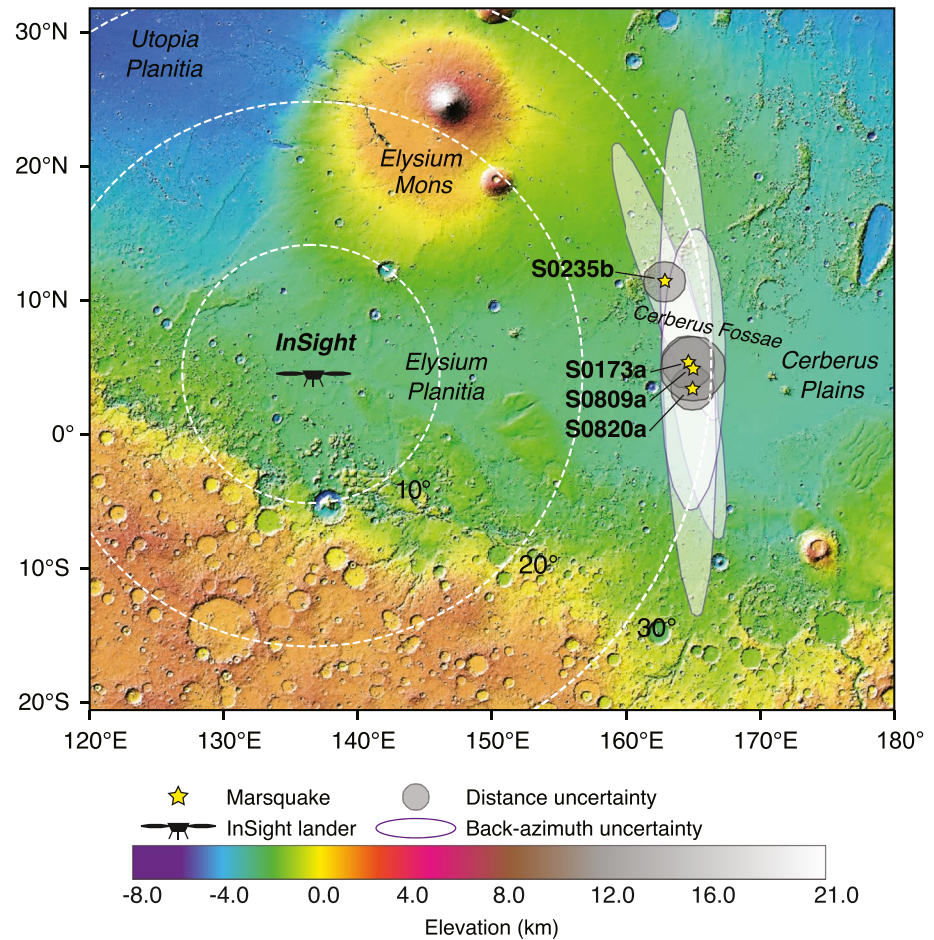 30°N
20°N
10°N
0°
10°S
20°S
Utopia
Planitia
Elysium
Mons
S0235b
Cerberus Fossae
InSight
Elysium
Planitia
S0173a
S0809a
S0820a
Cerberus
Plains
10°
20°
30°
120°E
130°E
140°E
150°E
160°E
170°E
180°
Marsquake
Distance uncertainty
InSight lander
Back-azimuth uncertainty
-8.0 -4.0 0.0 4.0 8.0 12.0 16.0 21.0
Elevation (km)